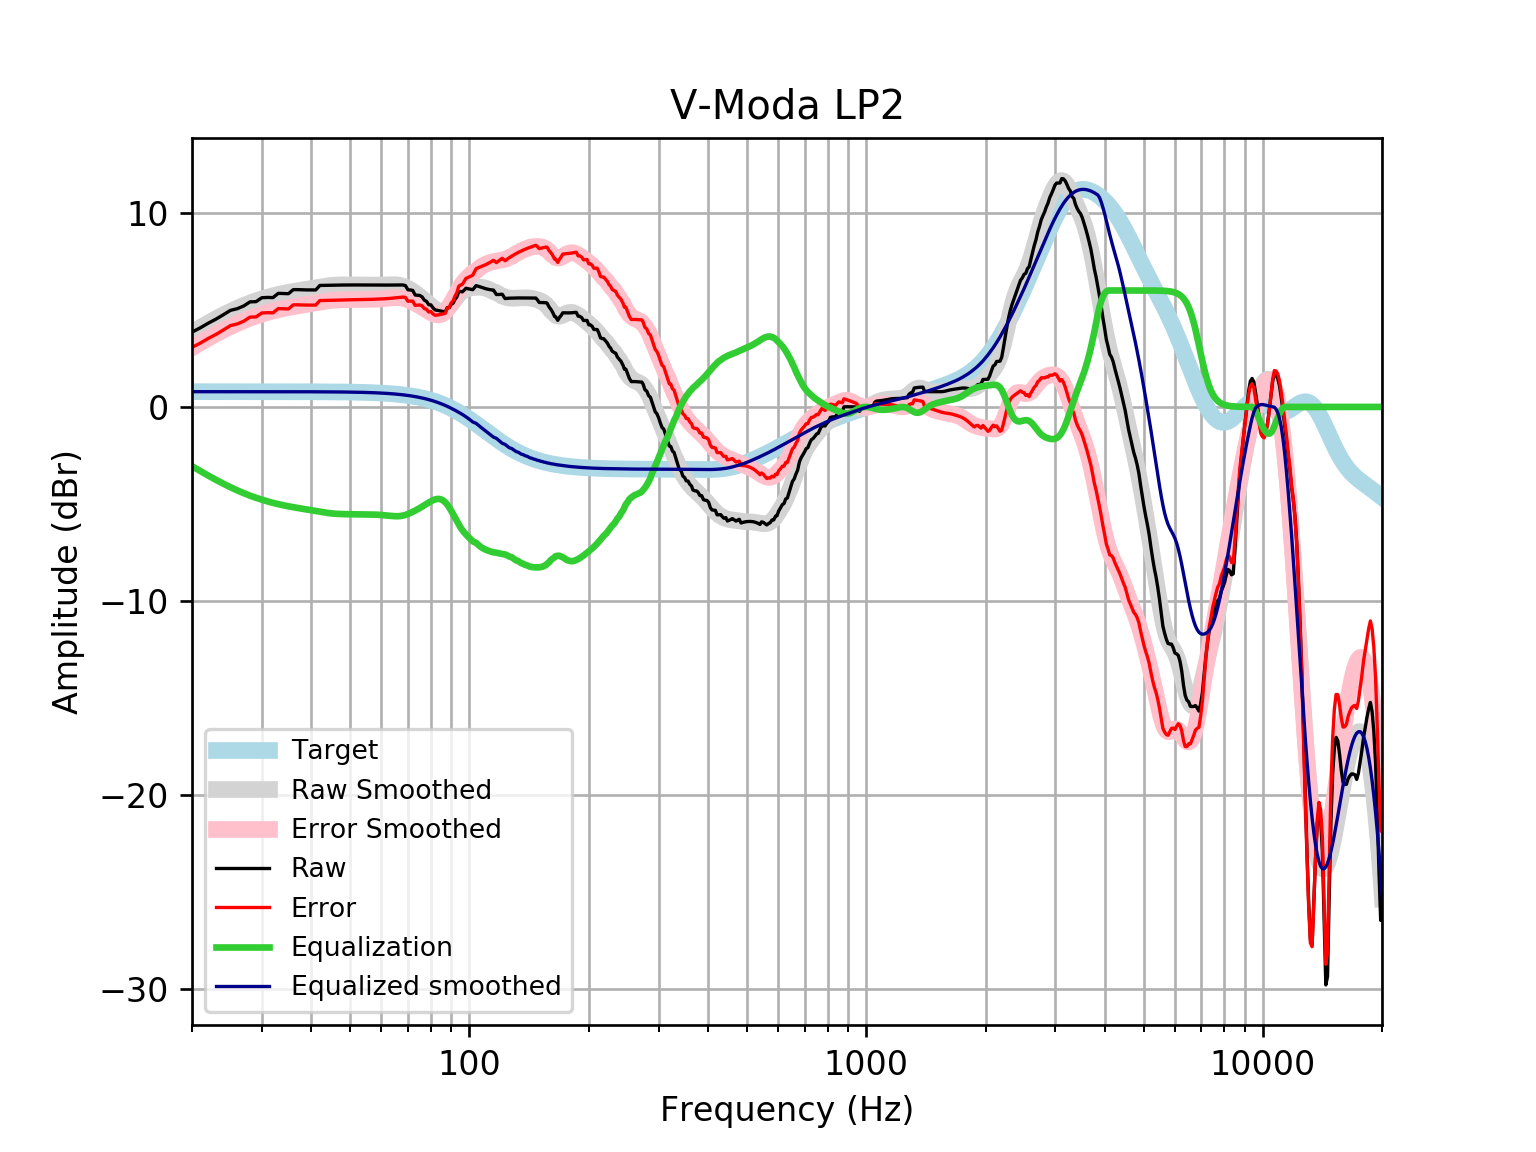 V-Moda LP2
10
0
−10
−20
−30
Amplitude (dBr)
Target
Raw Smoothed
Error Smoothed
Raw
Error
Equalization
Equalized smoothed
100
1000
10000
Frequency (Hz)